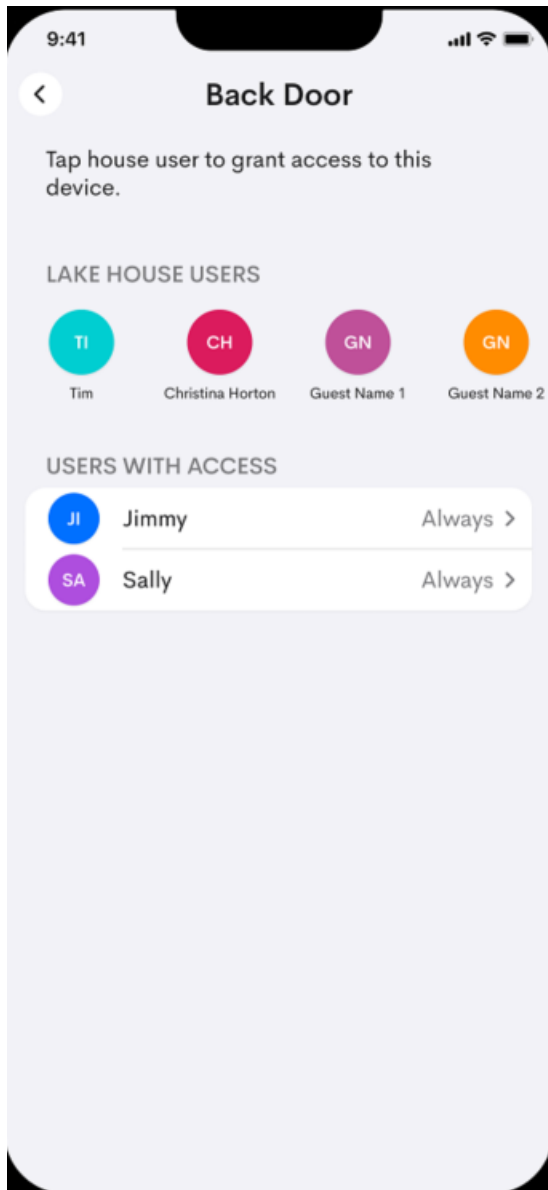 9:41
Back Door
Tap house user to grant access to this
device.
LAKE HOUSE USERS
TI CH GN GN
Tim Christina Horton Guest Name 1 Guest Name 2
USERS WITH ACCESS
JI Jimmy Always
SA Sally Always